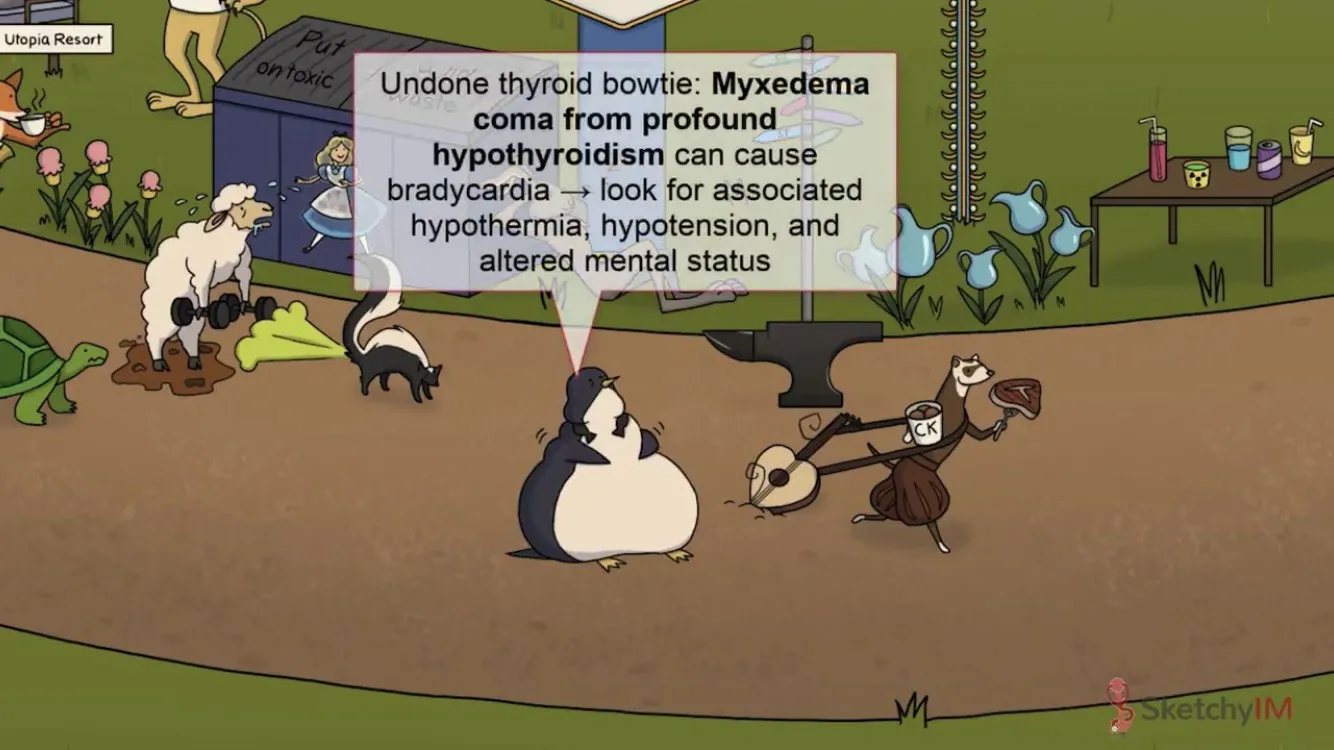 Utopia Resort
Put
on toxic
waste
Undone thyroid bowtie: Myxedema
coma from profound
hypothyroidism can cause
bradycardia → look for associated
hypothermia, hypotension, and
altered mental status
CK
SketchyIM